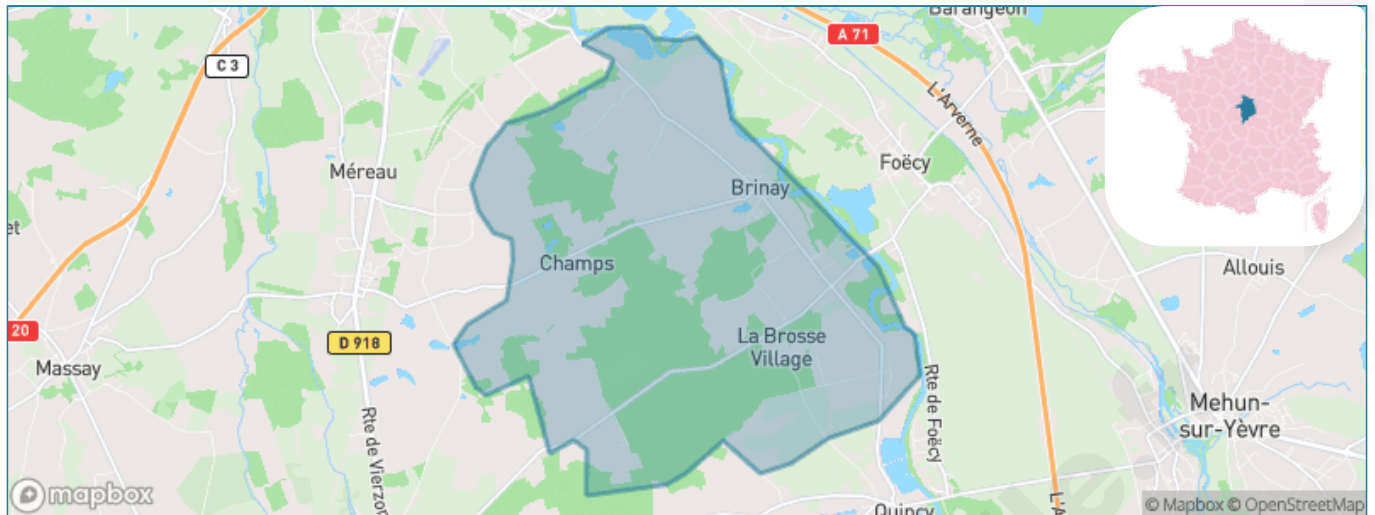 Barangeon
A 71
C 3
L'Arverne
Méreau
Foëcy
Brinay
et
Champs
Allouis
20
D 918
La Brosse
Village
Massay
Rte de Foëcy
Mehun-
sur-Yèvre
Rte de Vierzon
L'A
Quincy
mapbox
© Mapbox © OpenStreetMap